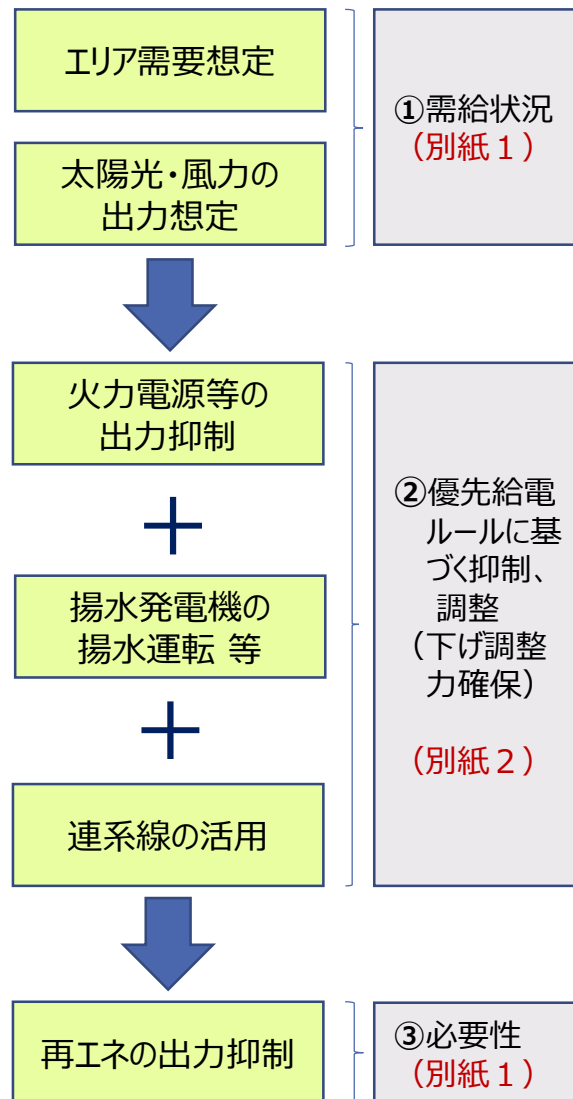 エリア需要想定
太陽光・風力の
出力想定
①需給状況
（別紙１）
火力電源等の
出力抑制
＋
揚水発電機の
揚水運転 等
＋
連系線の活用
②優先給電
ルールに基
づく抑制、
調整
（下げ調整
力確保）
（別紙２）
再エネの出力抑制
③必要性
（別紙１）